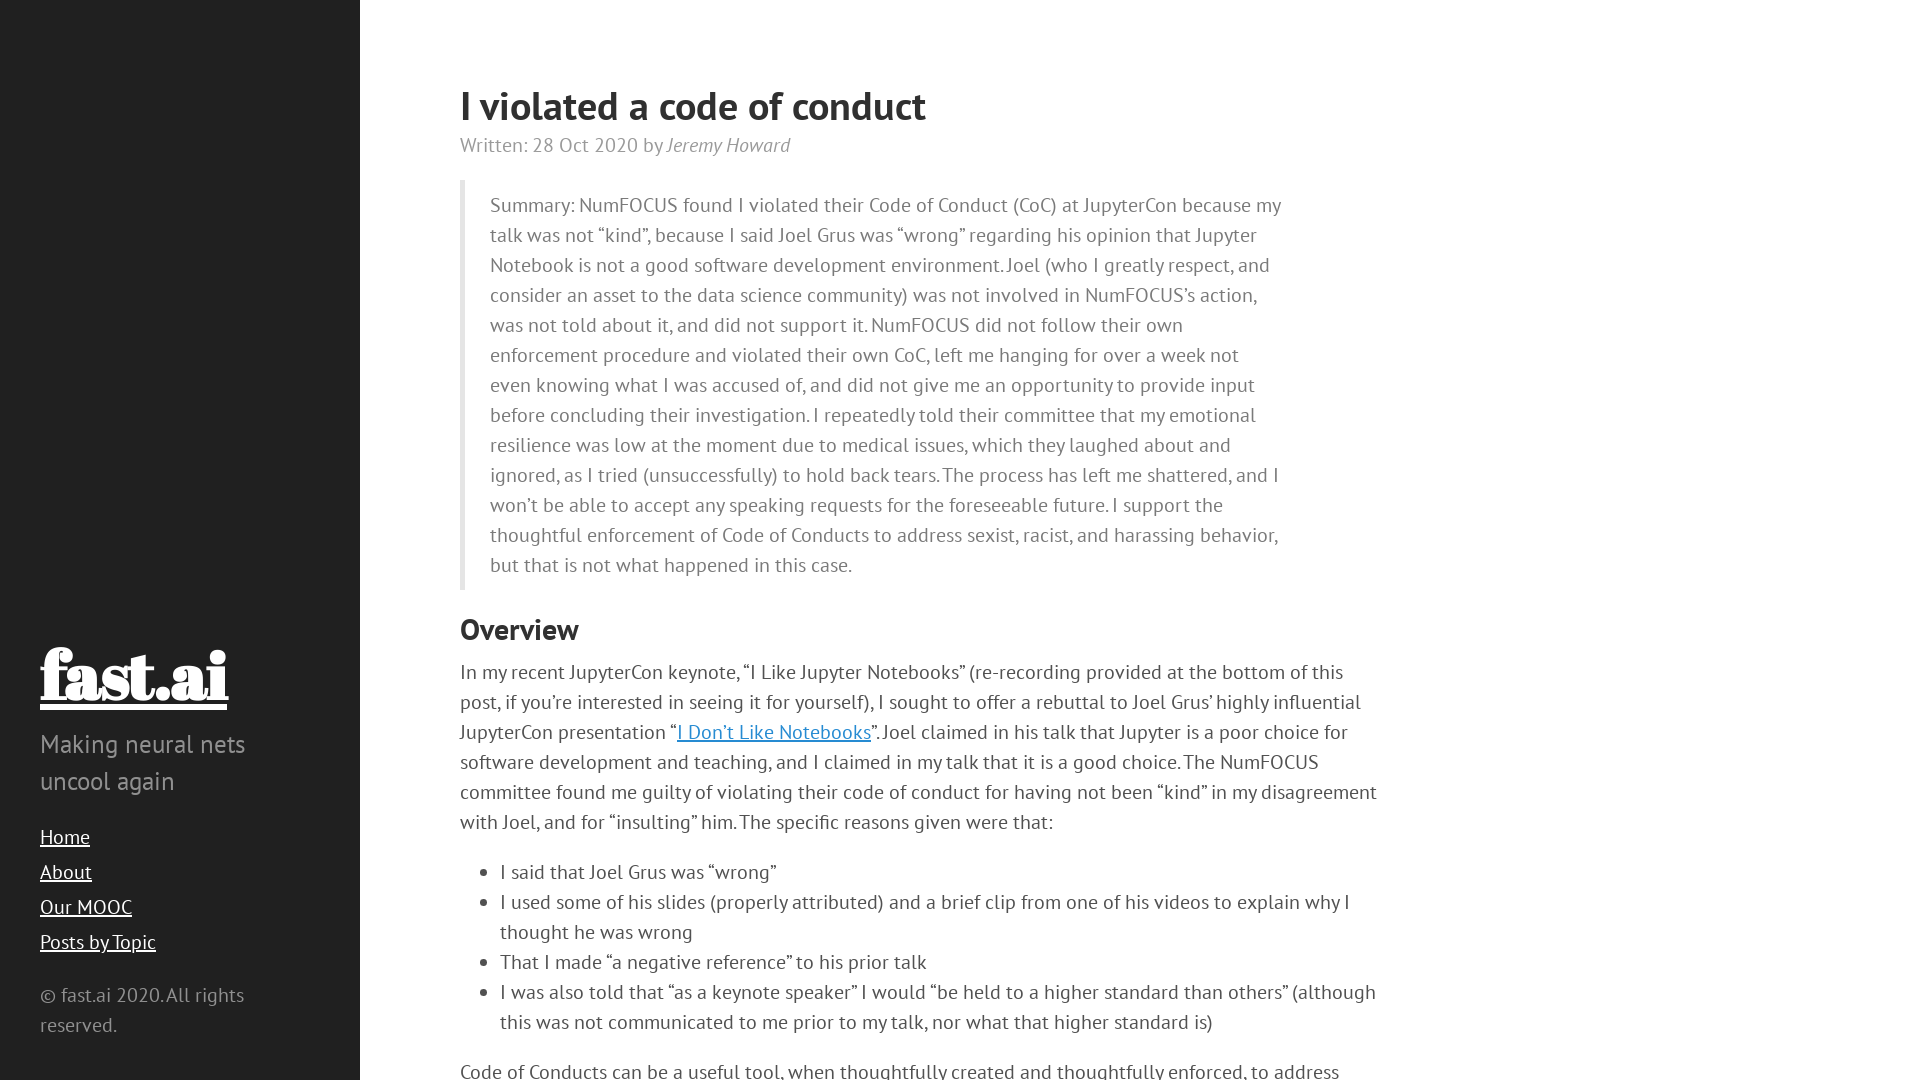 I violated a code of conduct
Written: 28 Oct 2020 by Jeremy Howard
Summary: NumFOCUS found I violated their Code of Conduct (CoC) at JupyterCon because my
talk was not “kind”, because I said Joel Grus was “wrong” regarding his opinion that Jupyter
Notebook is not a good software development environment. Joel (who I greatly respect, and
consider an asset to the data science community) was not involved in NumFOCUS’s action,
was not told about it, and did not support it. NumFOCUS did not follow their own
enforcement procedure and violated their own CoC, left me hanging for over a week not
even knowing what I was accused of, and did not give me an opportunity to provide input
before concluding their investigation. I repeatedly told their committee that my emotional
resilience was low at the moment due to medical issues, which they laughed about and
ignored, as I tried (unsuccessfully) to hold back tears. The process has left me shattered, and I
won’t be able to accept any speaking requests for the foreseeable future. I support the
thoughtful enforcement of Code of Conducts to address sexist, racist, and harassing behavior,
but that is not what happened in this case.
Overview
In my recent JupyterCon keynote, “I Like Jupyter Notebooks” (re-recording provided at the bottom of this
post, if you’re interested in seeing it for yourself), I sought to offer a rebuttal to Joel Grus’ highly influential
JupyterCon presentation “I Don’t Like Notebooks”. Joel claimed in his talk that Jupyter is a poor choice for
software development and teaching, and I claimed in my talk that it is a good choice. The NumFOCUS
committee found me guilty of violating their code of conduct for having not been “kind” in my disagreement
with Joel, and for “insulting” him. The specific reasons given were that:
I said that Joel Grus was “wrong”
I used some of his slides (properly attributed) and a brief clip from one of his videos to explain why I
thought he was wrong
That I made “a negative reference” to his prior talk
I was also told that “as a keynote speaker” I would “be held to a higher standard than others” (although
this was not communicated to me prior to my talk, nor what that higher standard is)
Code of Conducts can be a useful tool, when thoughtfully created and thoughtfully enforced, to address
fast.ai
Making neural nets
uncool again
Home
About
Our MOOC
Posts by Topic
© fast.ai 2020. All rights
reserved.